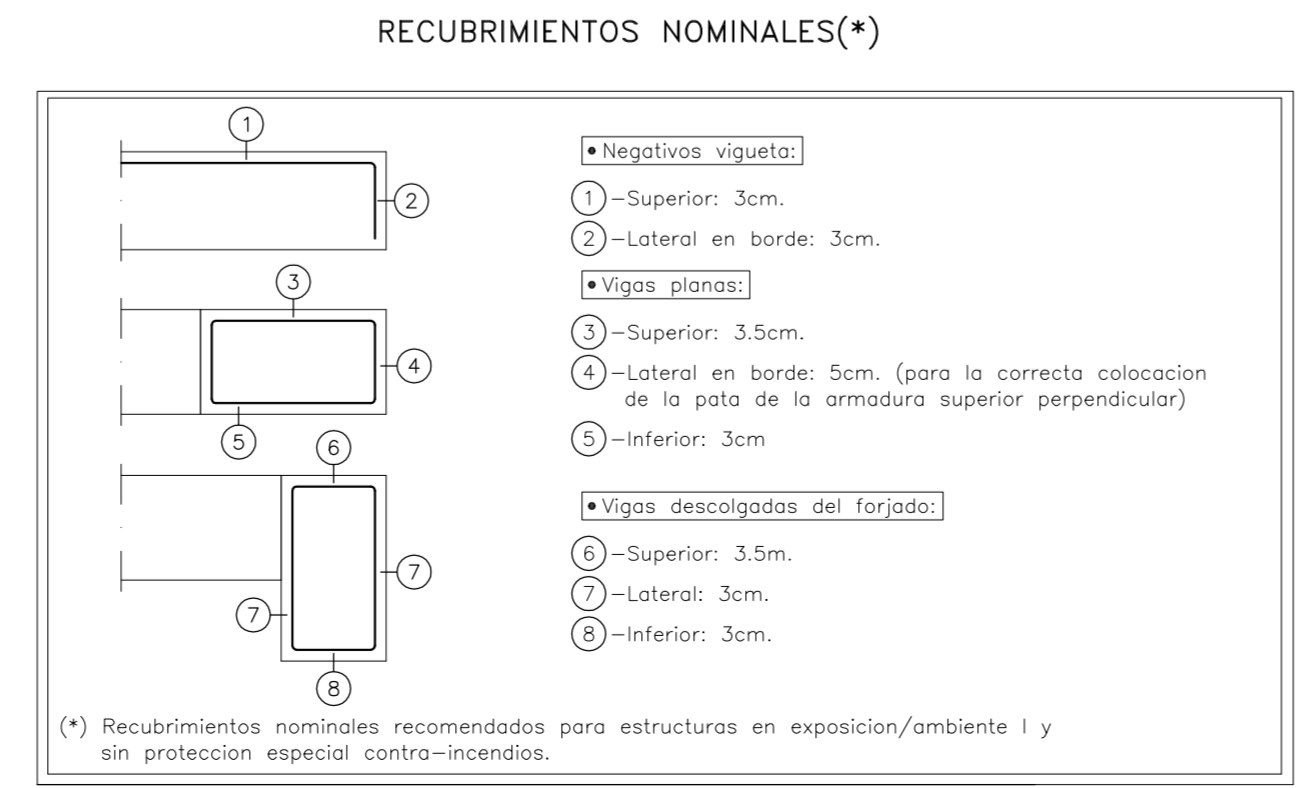 RECUBRIMIENTOS NOMINALES(*)
1
2
3
4
5
6
7
7
8
• Negativos vigueta:
1 -Superior: 3cm.
2 -Lateral en borde: 3cm.
• Vigas planas:
3 -Superior: 3.5cm.
4 -Lateral en borde: 5cm. (para la correcta colocacion
de la pata de la armadura superior perpendicular)
5 -Inferior: 3cm
• Vigas descolgadas del forjado:
6 -Superior: 3.5m.
7 -Lateral: 3cm.
8 -Inferior: 3cm.
(*) Recubrimientos nominales recomendados para estructuras en exposicion/ambiente I y
sin proteccion especial contra-incendios.